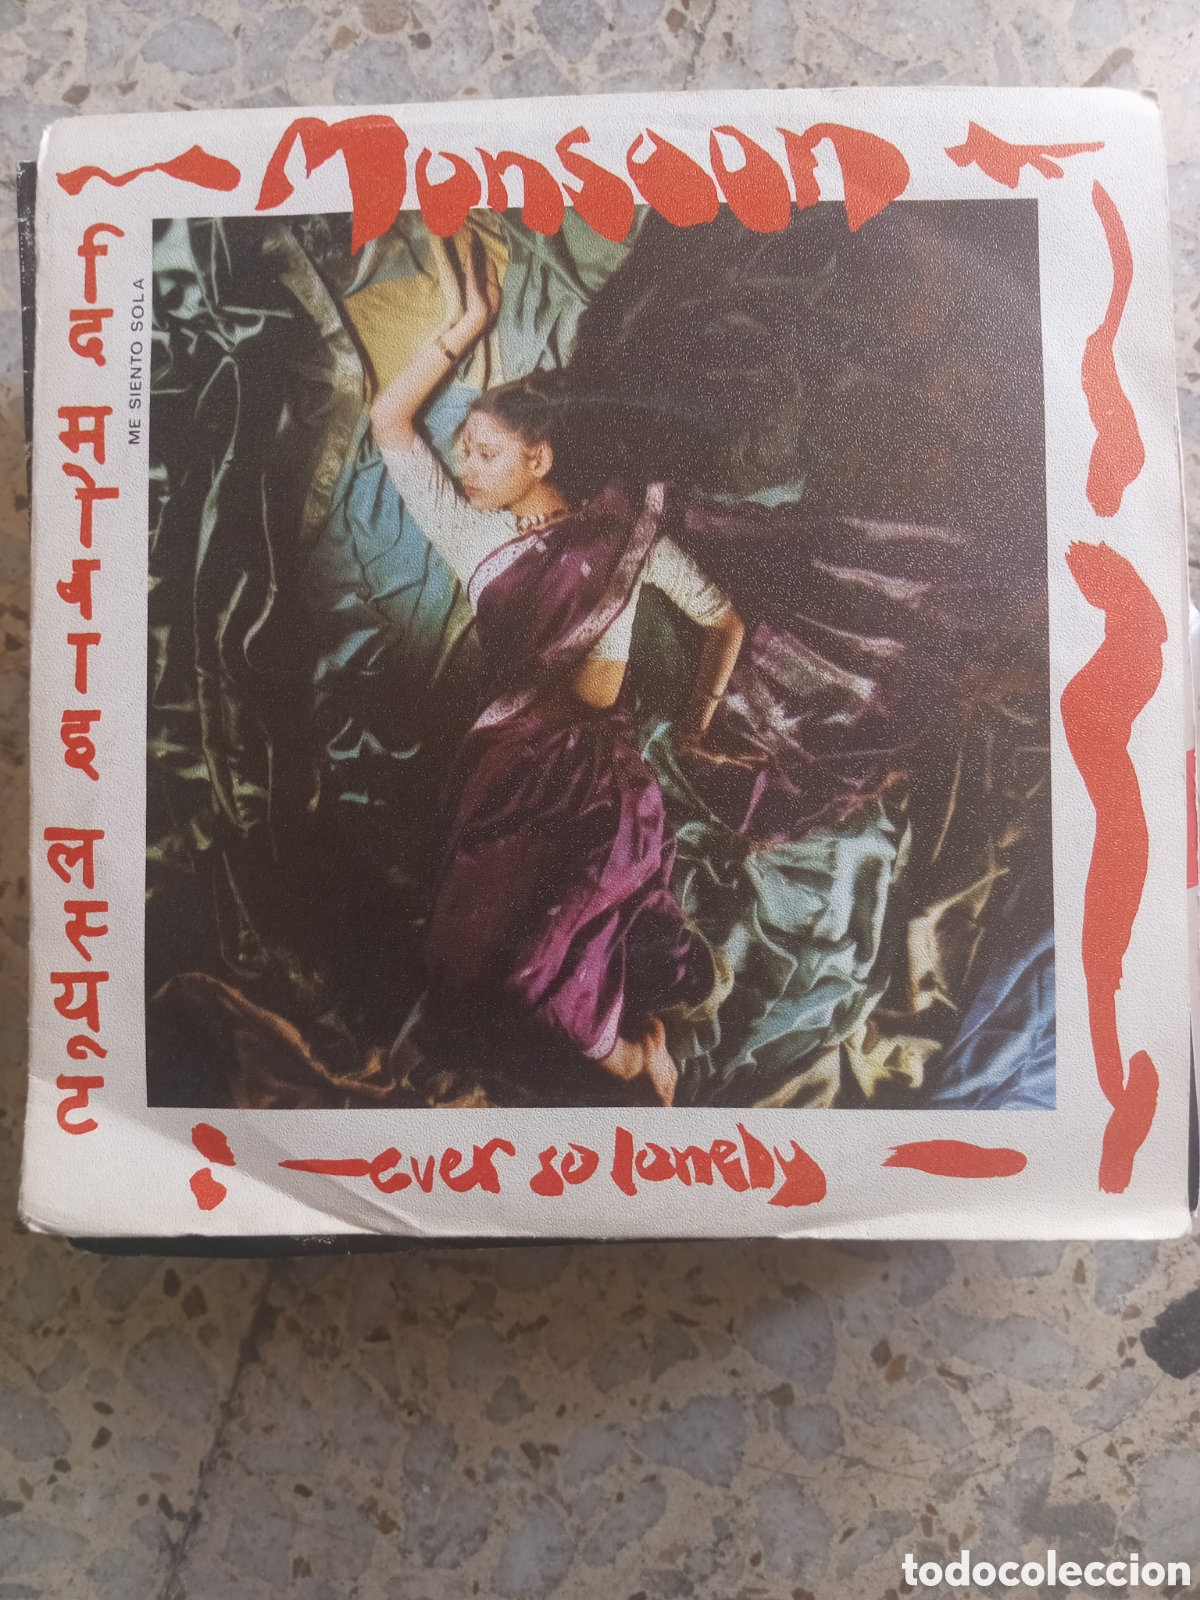 Monsoon
ME SIENTO SOLA
ever so lonely
todocoleccion